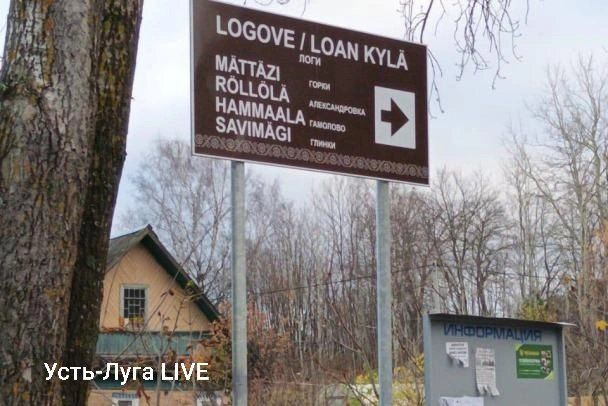 LOGOVE / LOAN KYLÄ
ЛОГИ
MÄTTÄZI
ГОРКИ
RÖLLÖLÄ
АЛЕКСАНДРОВКА
HAMMAALA
ГАМОЛОВО
SAVIMÄGI
ГЛИНКИ
ИНФОРМАЦИЯ
Усть-Луга LIVE